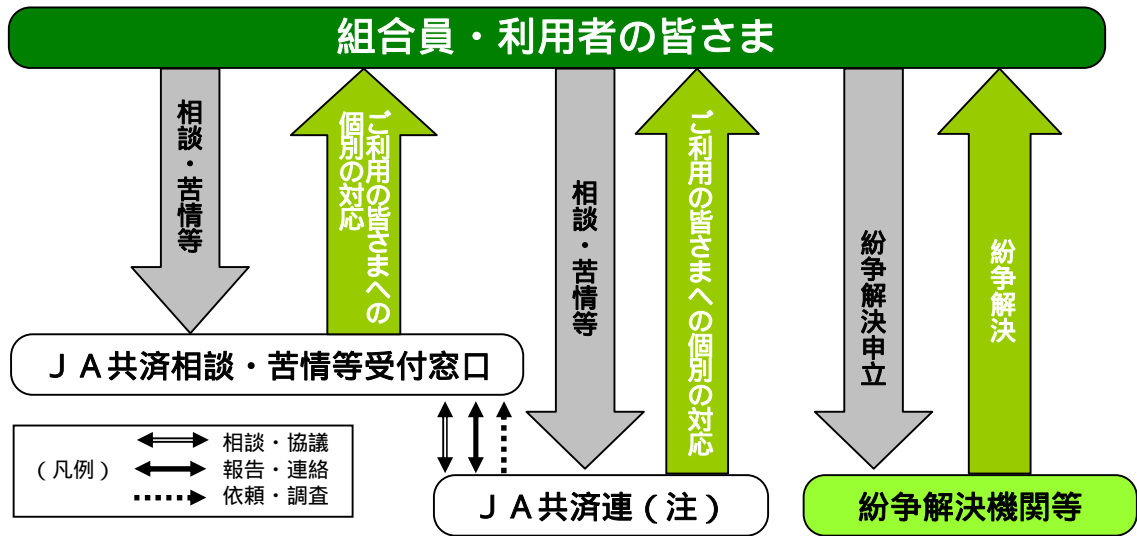 組合員・利用者の皆さま
相談・苦情等
ご利用の皆さまへの
個別の対応
相談・苦情等
ご利用の皆さまへの個別の対応
紛争解決申立
紛争解決
ＪＡ共済相談・苦情等受付窓口
（凡例）
相談・協議
報告・連絡
依頼・調査
ＪＡ共済連（注）
紛争解決機関等